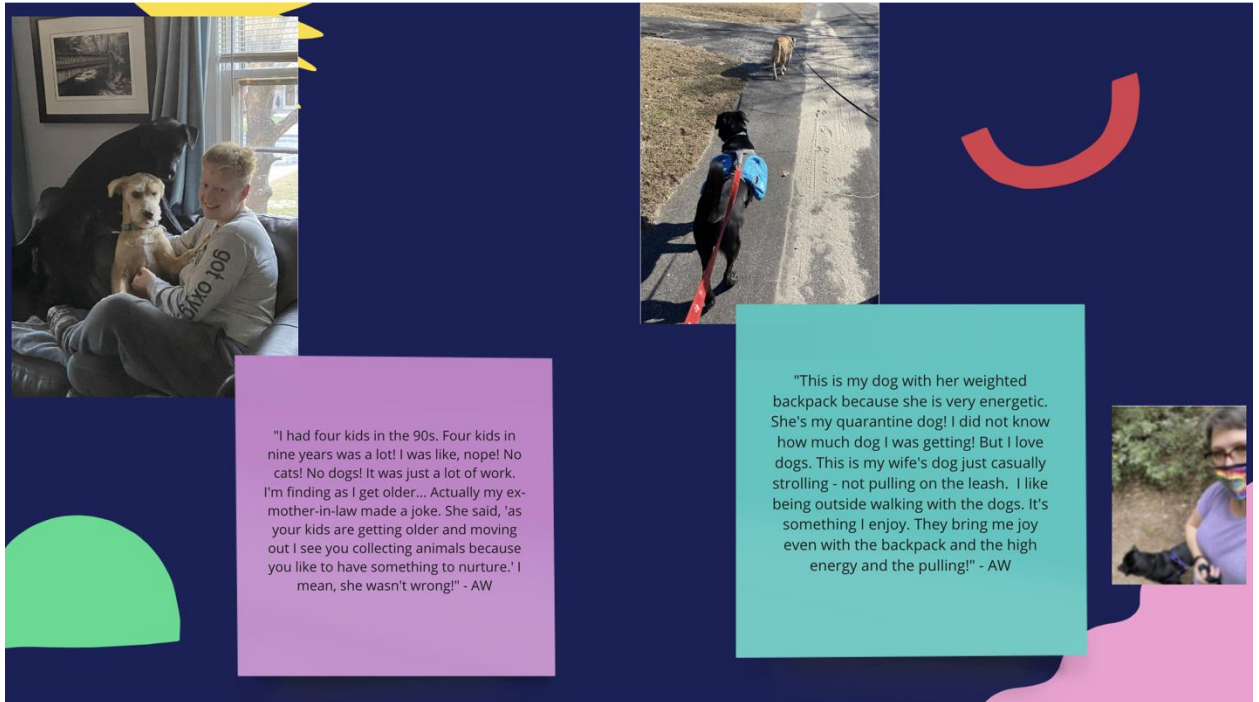 got oxyg
"I had four kids in the 90s. Four kids in
nine years was a lot! I was like, nope! No
cats! No dogs! It was just a lot of work.
I'm finding as I get older... Actually my ex-
mother-in-law made a joke. She said, 'as
your kids are getting older and moving
out I see you collecting animals because
you like to have something to nurture.' I
mean, she wasn't wrong!" - AW
"This is my dog with her weighted
backpack because she is very energetic.
She's my quarantine dog! I did not know
how much dog I was getting! But I love
dogs. This is my wife's dog just casually
strolling - not pulling on the leash.  I like
being outside walking with the dogs. It's
something I enjoy. They bring me joy
even with the backpack and the high
energy and the pulling!" - AW